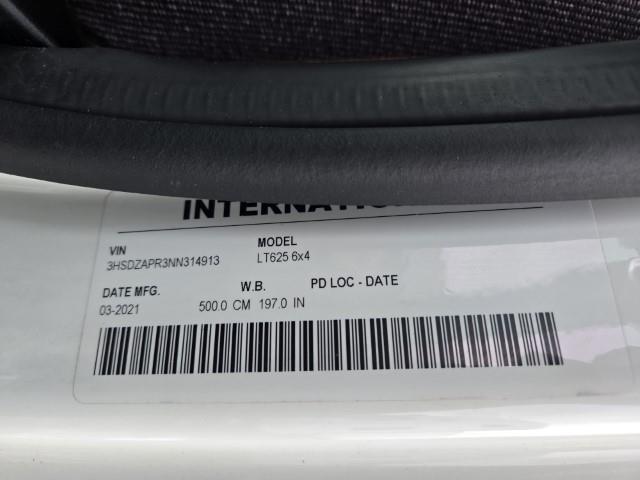 VIN MODEL
3HSDZAPR3NN314913 LT625 6x4
DATE MFG. W.B. PD LOC - DATE
03-2021 500.0 CM 197.0 IN